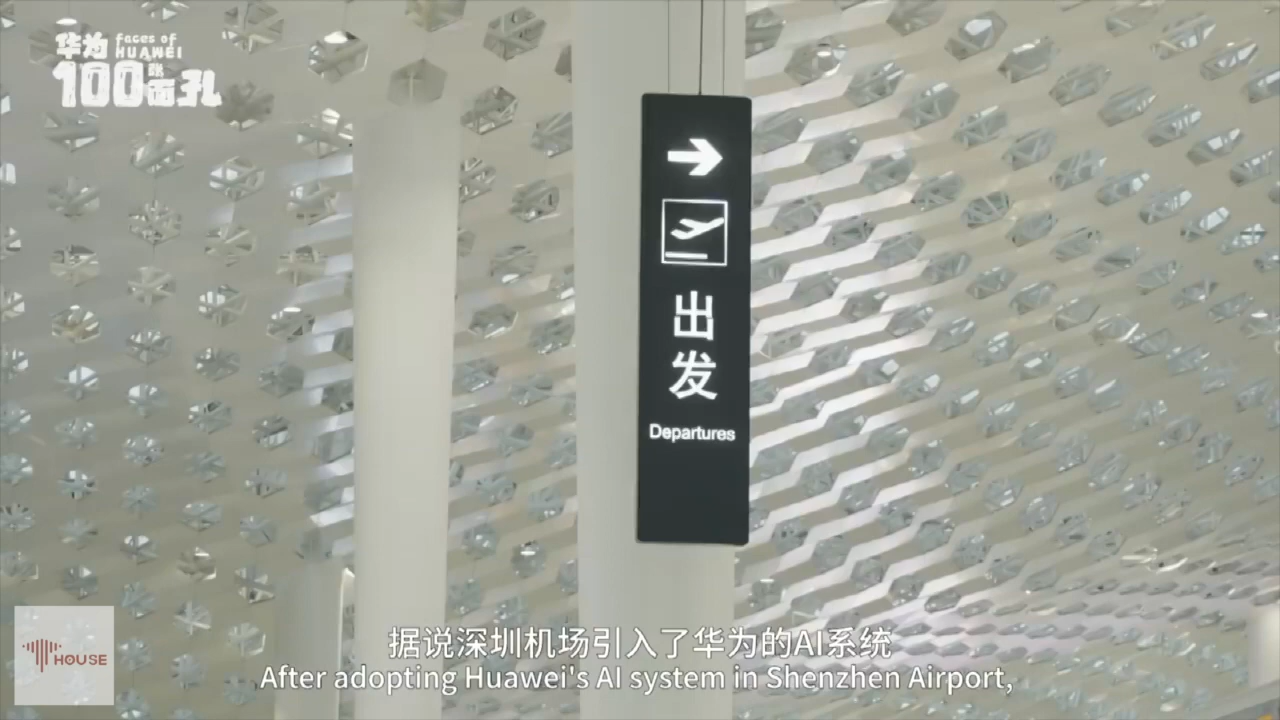 华为 faces of HUAWEI
100张面孔
出发
Departures
HOUSE
据说深圳机场引入了华为的AI系统
After adopting Huawei's AI system in Shenzhen Airport,